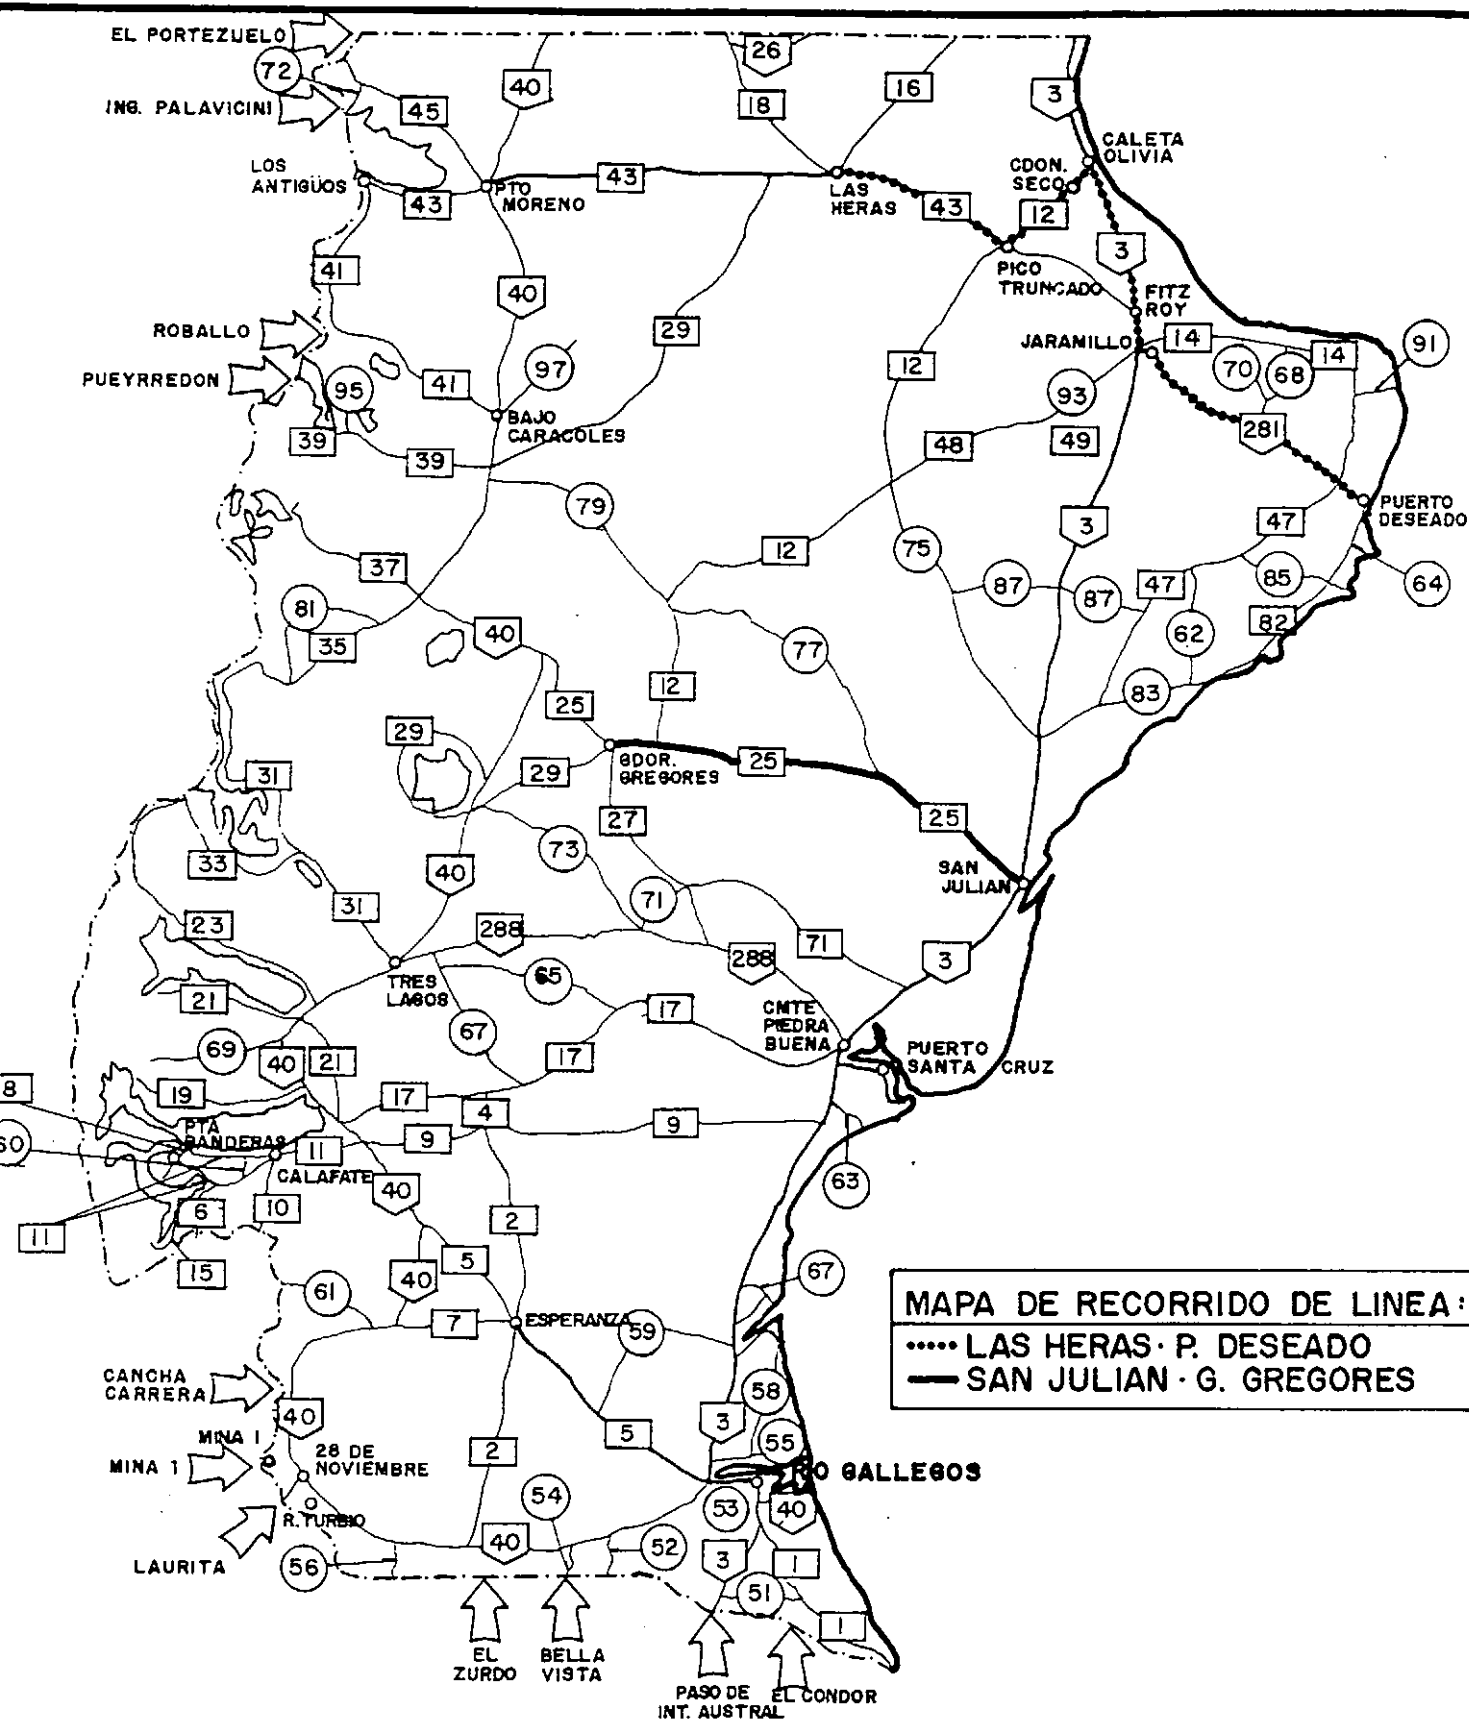 EL PORTEZUELO
72
26
40
3
16
45
18
ING. PALAVICINI
CALETA
OLIVIA
LOS
ANTIGÜOS
CDON.
SECO
43
43
PTO
MORENO
LAS
HERAS
43
12
3
41
40
PICO
TRUNCADO
FITZ
ROY
ROBALLO
29
JARAMILLO
14
14
91
PUEYRREDON
95
41
97
12
93
70
68
BAJO
CARACOLES
39
39
48
49
281
79
PUERTO
DESEADO
12
3
47
75
37
87
87
47
85
64
81
35
40
77
62
82
12
83
25
29
GDOR.
GREGORES
25
31
29
27
25
73
33
40
SAN
JULIAN
31
71
23
288
71
288
3
TRES
LAGOS
65
21
17
CMTE
PIEDRA
BUENA
67
69
40
21
17
PUERTO
SANTA CRUZ
8
19
17
4
9
60
PTA
BANDERAS
11
9
CALAFATE
40
63
6
10
2
11
15
5
67
40
61
7
ESPERANZA
59
MAPA DE RECORRIDO DE LINEA:
LAS HERAS · P. DESEADO
SAN JULIAN · G. GREGORES
CANCHA
CARRERA
58
40
3
5
55
MINA 1
MINA 1
28 DE
NOVIEMBRE
2
RIO GALLEGOS
54
53
40
R. TURBIO
LAURITA
56
40
52
3
1
51
1
EL
ZURDO
BELLA
VISTA
PASO DE
INT. AUSTRAL
EL CONDOR